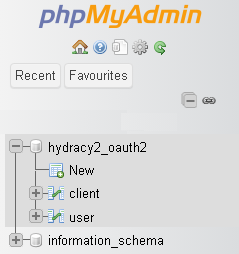 phpMyAdmin
Recent Favourites
hydracy2_oauth2
New
client
user
information_schema